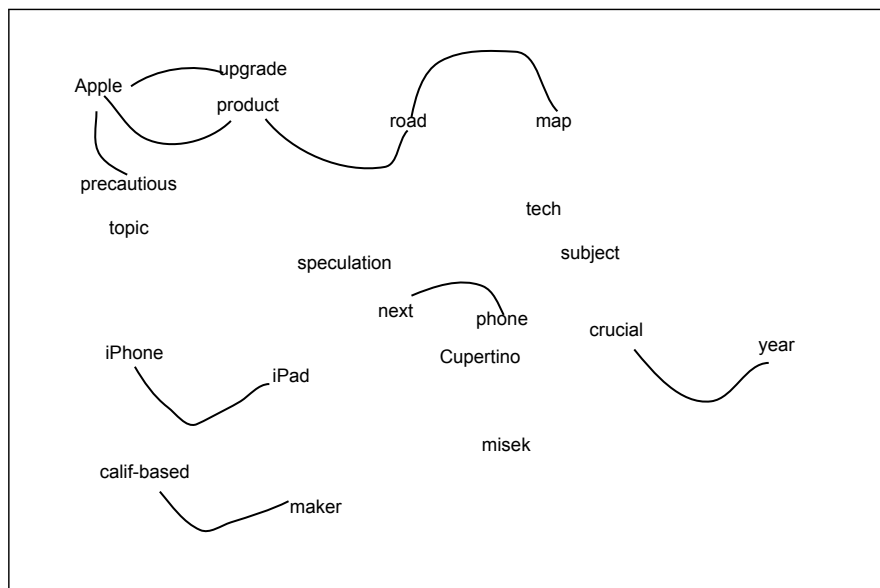 upgrade
Apple
product
road
map
precautious
tech
topic
subject
speculation
next
phone
crucial
year
iPhone
Cupertino
iPad
misek
calif-based
maker